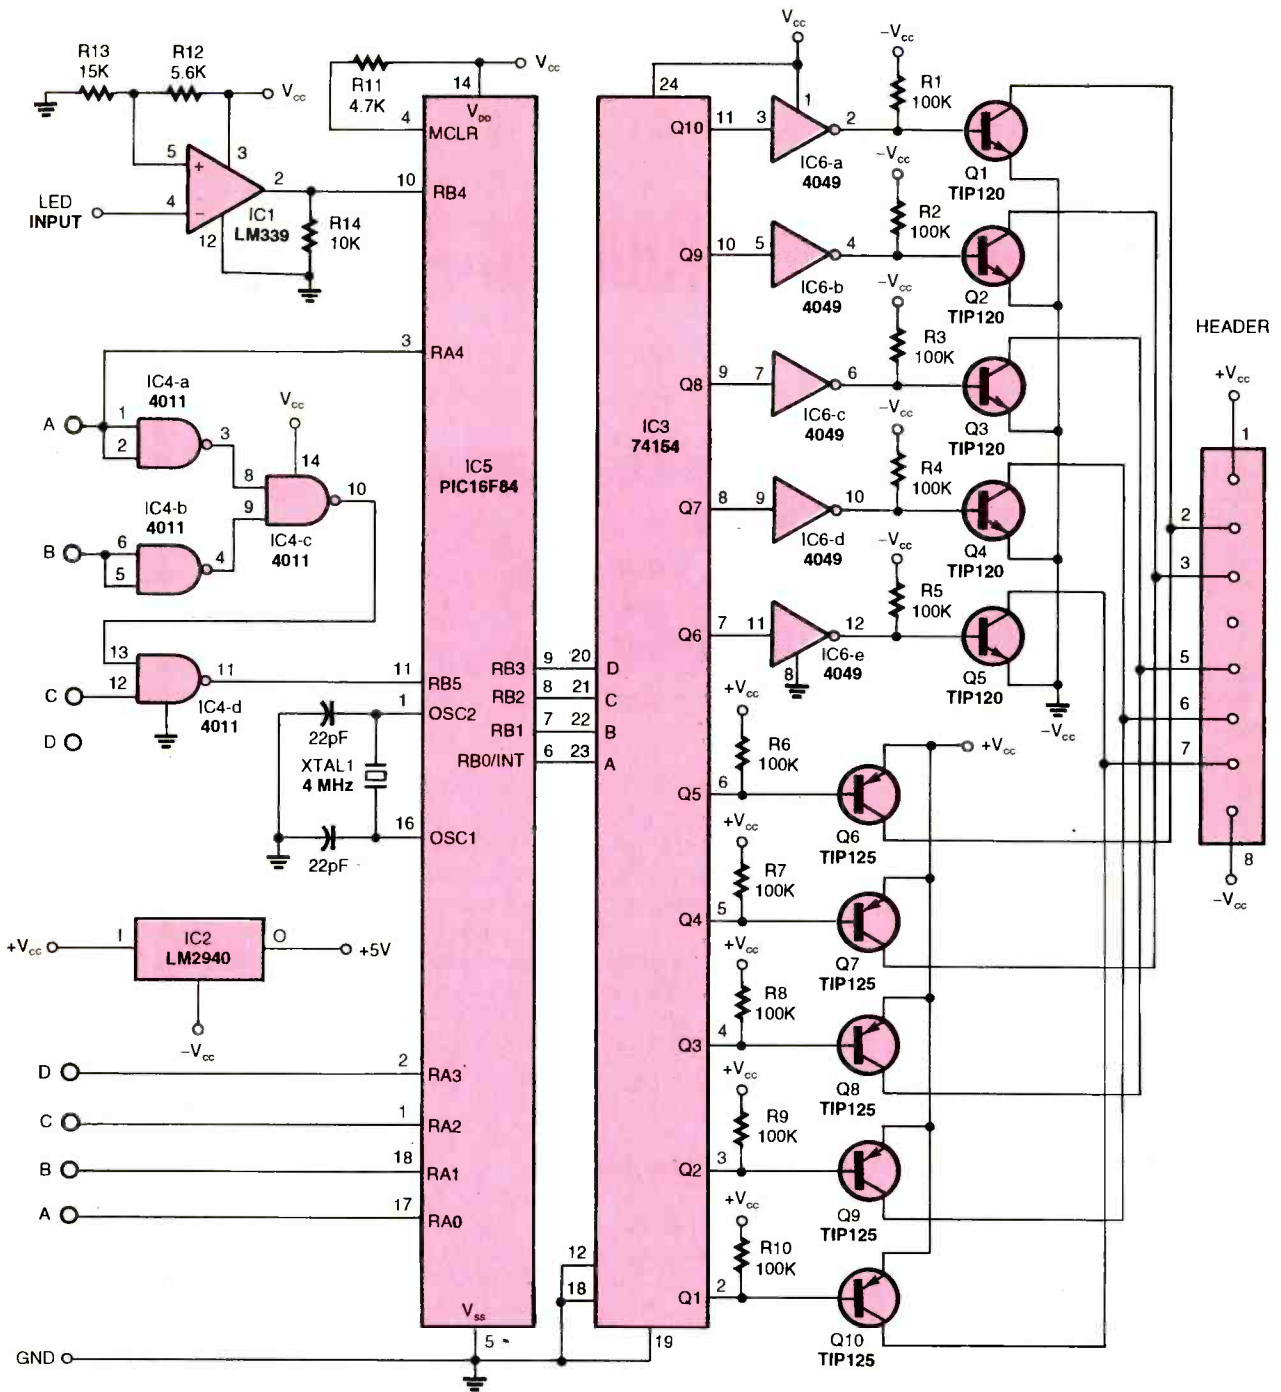 R13
15K
R12
5.6K
Vcc
5
+
3
2
LED
INPUT
4
−
12
IC1
LM339
R14
10K
R11
4.7K
Vcc
14
VDD
4
MCLR
10
RB4
3
RA4
IC5
PIC16F84
11
RB5
1
OSC2
16
OSC1
2
RA3
1
RA2
18
RA1
17
RA0
Vss
5
RB3
9
20
D
RB2
8
21
C
RB1
7
22
B
RB0/INT
6
23
A
A
1
2
IC4-a
4011
3
B
6
5
IC4-b
4011
4
Vcc
14
8
9
10
IC4-c
4011
13
C
12
11
IC4-d
4011
D
22pF
XTAL1
4 MHz
22pF
+Vcc
I
IC2
LM2940
O
+5V
−Vcc
D
C
B
A
GND
12
18
19
24
IC3
74154
Vcc
Q10
11
3
1
2
IC6-a
4049
−Vcc
R1
100K
Q1
TIP120
Q9
10
5
4
IC6-b
4049
−Vcc
R2
100K
Q2
TIP120
Q8
9
7
6
IC6-c
4049
−Vcc
R3
100K
Q3
TIP120
Q7
8
9
10
IC6-d
4049
−Vcc
R4
100K
Q4
TIP120
Q6
7
11
12
8
IC6-e
4049
−Vcc
R5
100K
Q5
TIP120
−Vcc
+Vcc
R6
100K
Q5
6
Q6
TIP125
+Vcc
+Vcc
R7
100K
Q4
5
Q7
TIP125
+Vcc
R8
100K
Q3
4
Q8
TIP125
+Vcc
R9
100K
Q2
3
Q9
TIP125
+Vcc
R10
100K
Q1
2
Q10
TIP125
HEADER
+Vcc
1
2
3
5
6
7
8
−Vcc